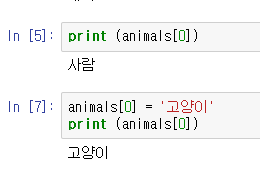 In [5]: print (animals[0])
사람
In [7]: animals[0] = '고양이'
print (animals[0])
고양이